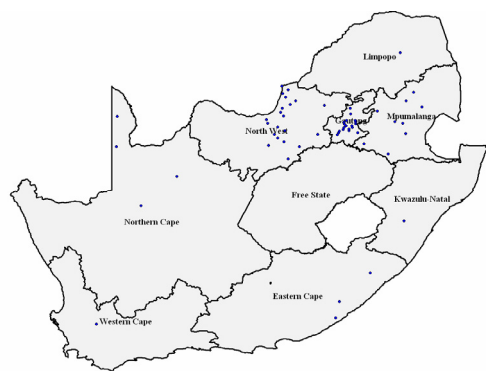 Limpopo
Mpumalanga
Gauteng
North West
Free State
Kwazulu-Natal
Northern Cape
Eastern Cape
Western Cape